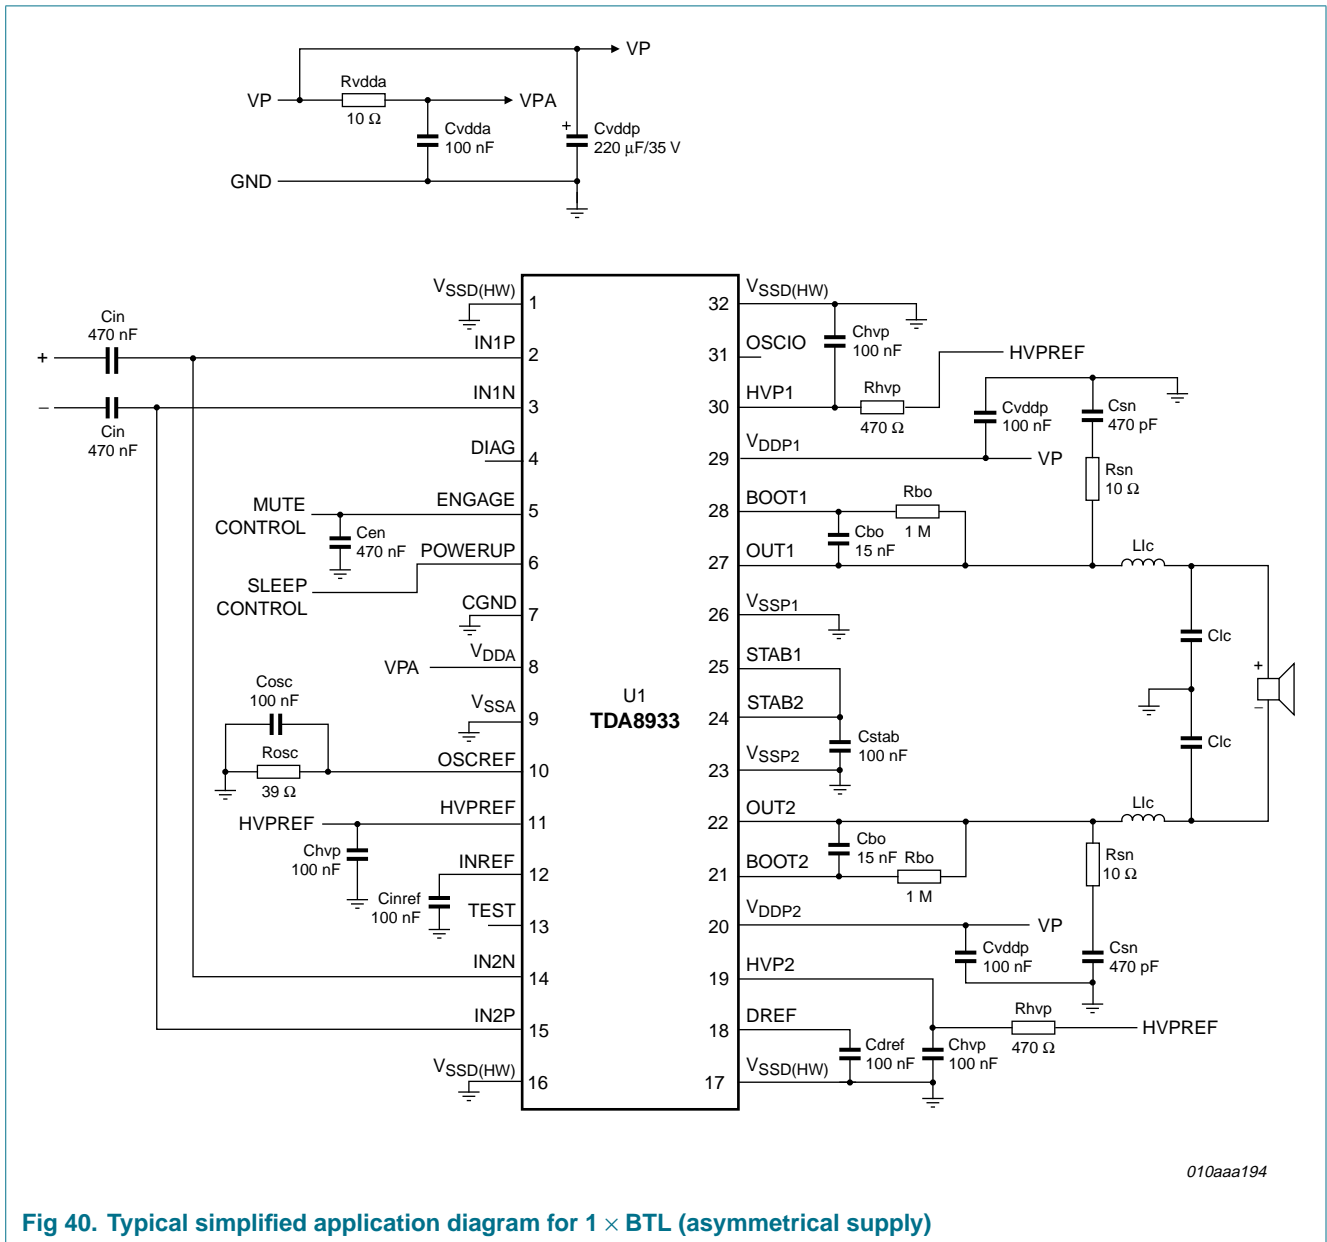 VP
Rvdda
VP
VPA
10 Ω
Cvdda
100 nF
+
Cvddp
220 μF/35 V
GND
VSSD(HW)
1
32
VSSD(HW)
Cin
470 nF
Chvp
100 nF
+
IN1P
2
31
OSCIO
HVPREF
−
IN1N
3
30
HVP1
Rhvp
470 Ω
Cin
470 nF
Cvddp
100 nF
Csn
470 pF
DIAG
4
29
VDDP1
VP
Rsn
10 Ω
MUTE
CONTROL
ENGAGE
5
28
BOOT1
Rbo
1 M
Cen
470 nF
Cbo
15 nF
POWERUP
6
27
OUT1
Llc
SLEEP
CONTROL
CGND
7
26
VSSP1
Clc
VPA
VDDA
8
25
STAB1
+
−
Cosc
100 nF
U1
TDA8933
VSSA
9
24
STAB2
Cstab
100 nF
Clc
Rosc
39 Ω
OSCREF
10
23
VSSP2
HVPREF
HVPREF
11
22
OUT2
Llc
Chvp
100 nF
Cbo
15 nF
Rbo
1 M
Rsn
10 Ω
INREF
12
21
BOOT2
Cinref
100 nF
TEST
13
20
VDDP2
VP
Cvddp
100 nF
Csn
470 pF
IN2N
14
19
HVP2
IN2P
15
18
DREF
Rhvp
470 Ω
HVPREF
Cdref
100 nF
Chvp
100 nF
VSSD(HW)
16
17
VSSD(HW)
010aaa194
Fig 40. Typical simplified application diagram for 1 × BTL (asymmetrical supply)